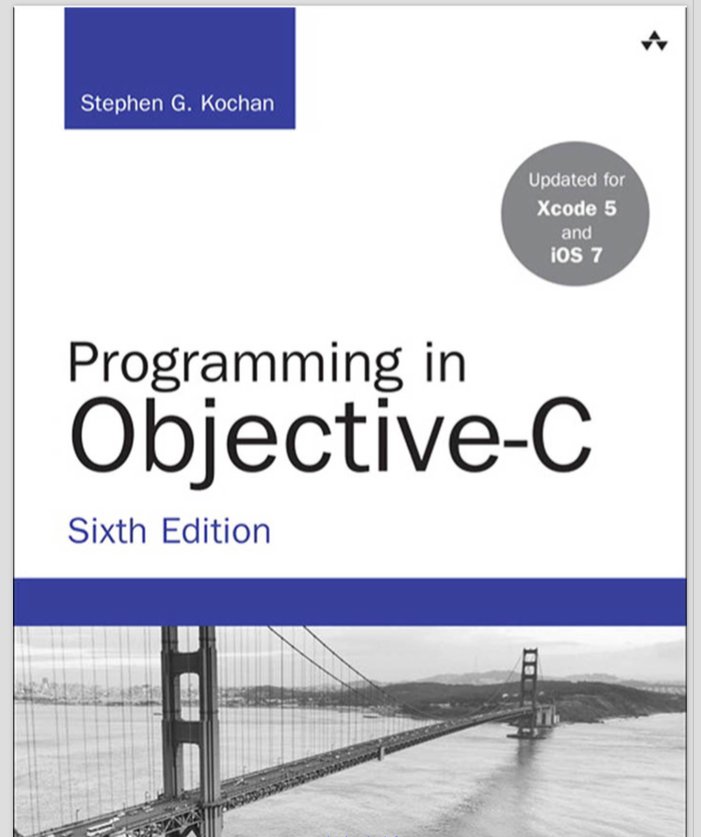 Stephen G. Kochan
Updated for
Xcode 5
and
iOS 7
Programming in
Objective-C
Sixth Edition